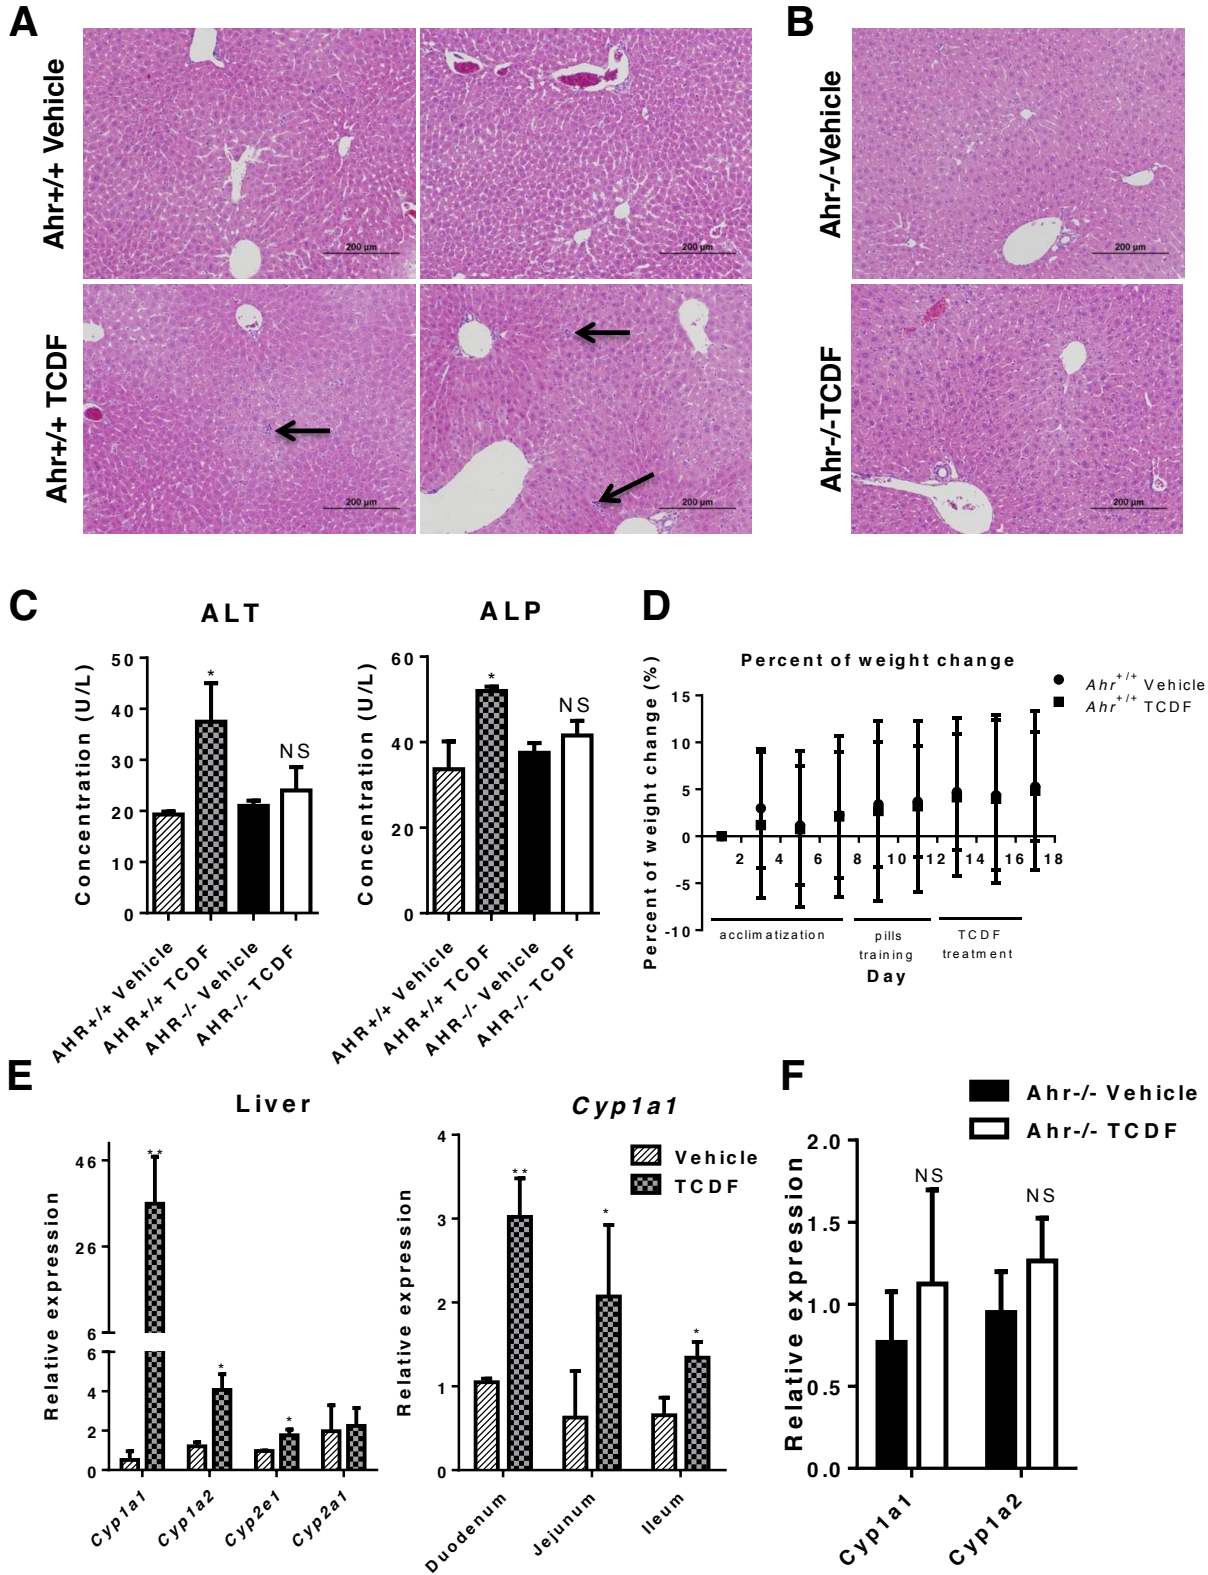 A
B
Ahr+/+ Vehicle
Ahr-/-Vehicle
200 µm
200 µm
200 µm
Ahr+/+ TCDF
Ahr-/-TCDF
200 µm
200 µm
200 µm
C
ALT
Concentration (U/L)
50
40
30
20
10
0
*
NS
AHR+/+ Vehicle
AHR+/+ TCDF
AHR-/- Vehicle
AHR-/- TCDF
ALP
Concentration (U/L)
60
40
20
0
*
NS
AHR+/+ Vehicle
AHR+/+ TCDF
AHR-/- Vehicle
AHR-/- TCDF
D
Percent of weight change
Percent of weight change (%)
Ahr+/+ Vehicle
Ahr+/+ TCDF
15
10
5
0
-5
-10
2 4 6 8 10 12 14 16 18
acclimatization
pills
training
TCDF
treatment
Day
E
Liver
Relative expression
46
26
6
6
4
2
0
**
*
*
Cyp1a1
Cyp1a2
Cyp2e1
Cyp2a1
Cyp1a1
Relative expression
4
3
2
1
0
**
*
*
Vehicle
TCDF
Duodenum
Jejunum
Ileum
F
Ahr-/- Vehicle
Ahr-/- TCDF
Relative expression
2.0
1.5
1.0
0.5
0.0
NS
NS
Cyp1a1
Cyp1a2